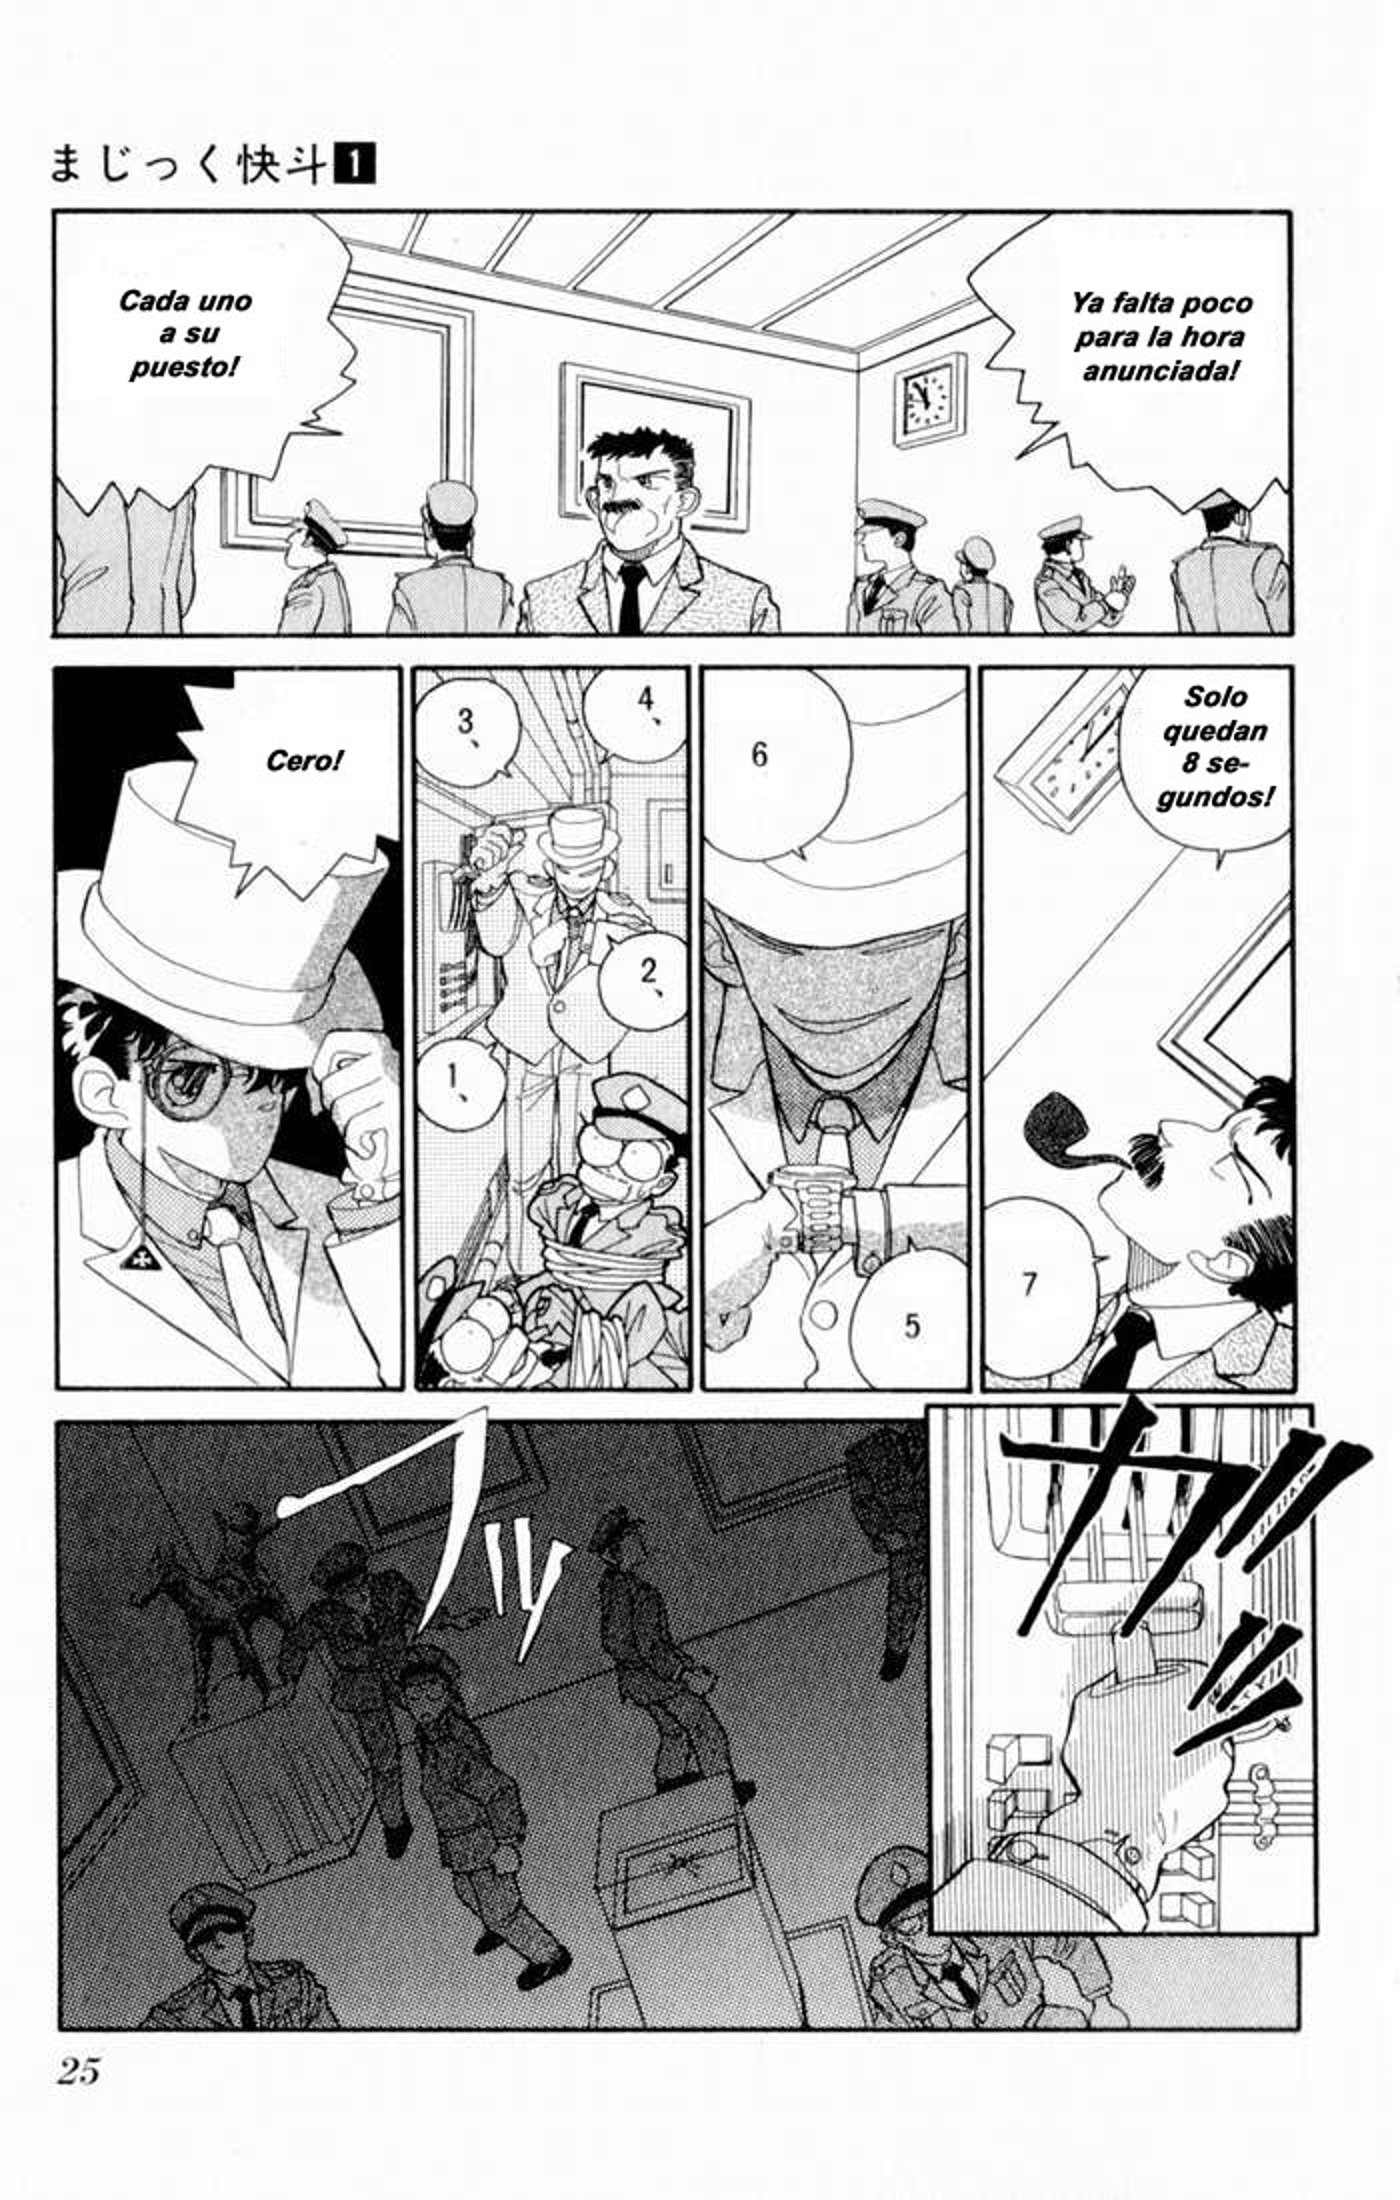 まじっく快斗1
Ya falta poco
para la hora
anunciada!
Cada uno
a su
puesto!
Solo
quedan
8 se-
gundos!
7
6
5
4、
3、
2、
1、
Cero!
ガッ
フッ
25